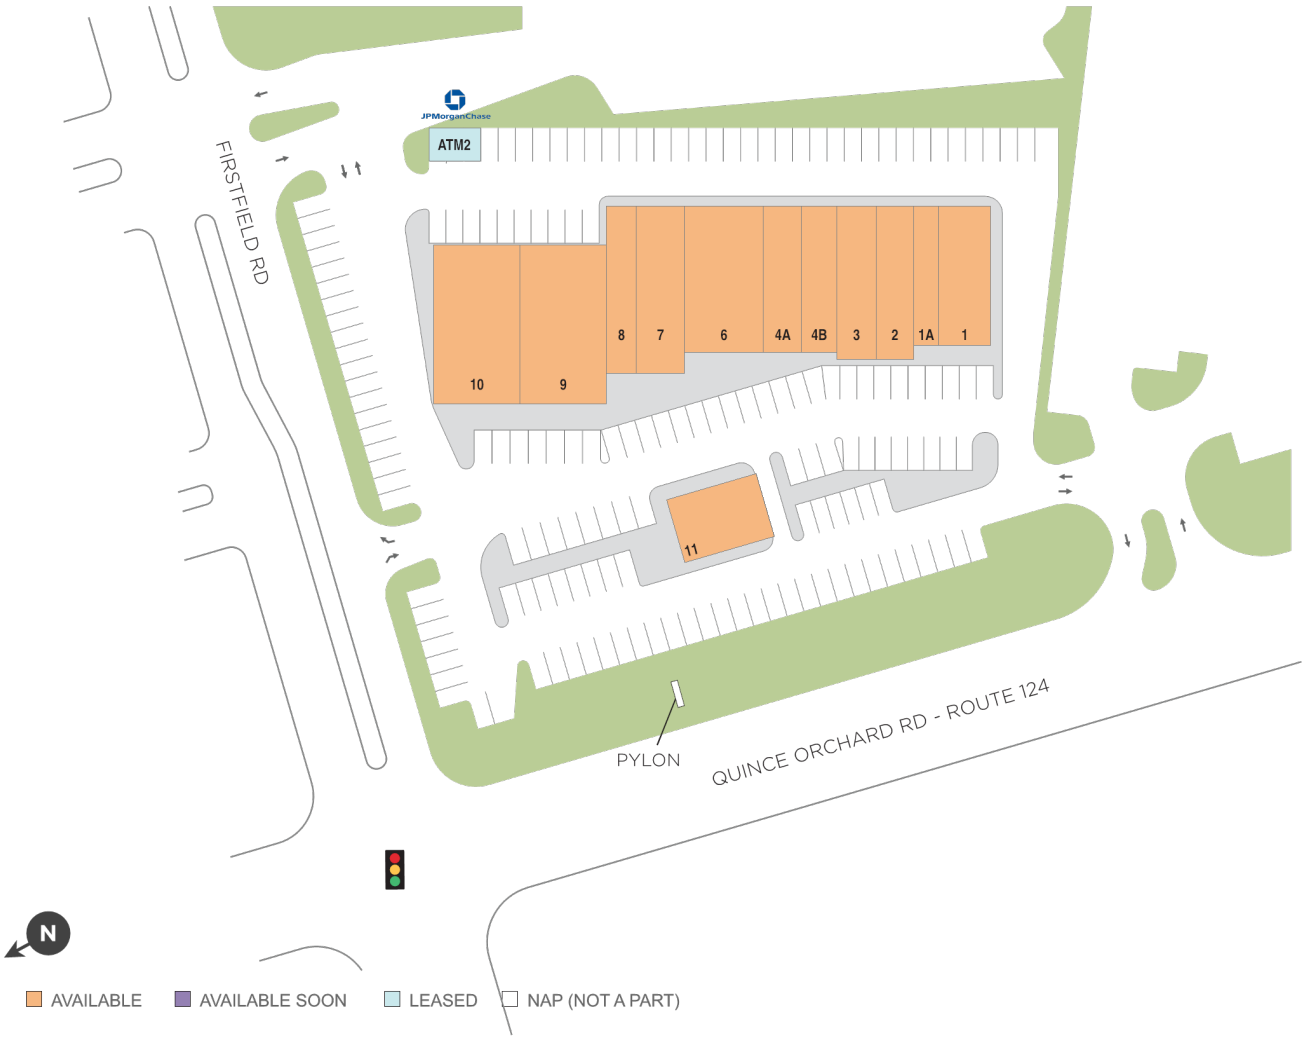 JPMorganChase
ATM2
FIRSTFIELD RD
10
9
8
7
6
4A
4B
3
2
1A
1
11
PYLON
QUINCE ORCHARD RD - ROUTE 124
N
AVAILABLE
AVAILABLE SOON
LEASED
NAP (NOT A PART)